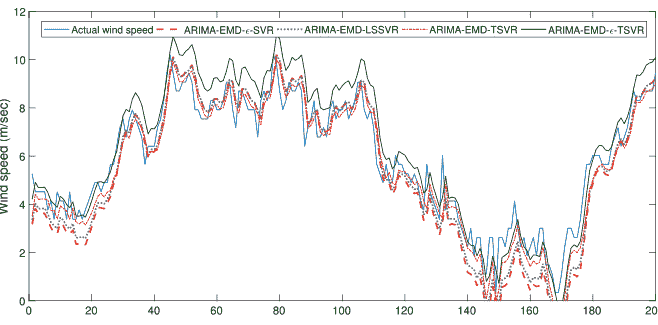 12
Actual wind speed ARIMA-EMD-ϵ-SVR ARIMA-EMD-LSSVR ARIMA-EMD-TSVR ARIMA-EMD-ϵ-TSVR
10
8
6
4
2
0
Wind speed (m/sec)
0 20 40 60 80 100 120 140 160 180 200